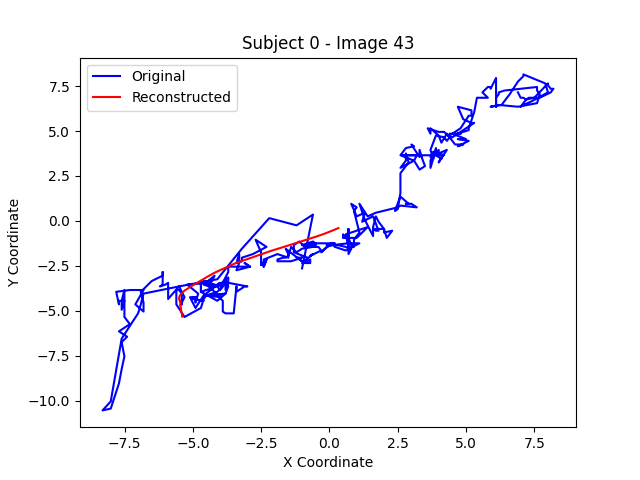 Subject 0 - Image 43
Original
Reconstructed
Y Coordinate
7.5
5.0
2.5
0.0
−2.5
−5.0
−7.5
−10.0
−7.5 −5.0 −2.5 0.0 2.5 5.0 7.5
X Coordinate